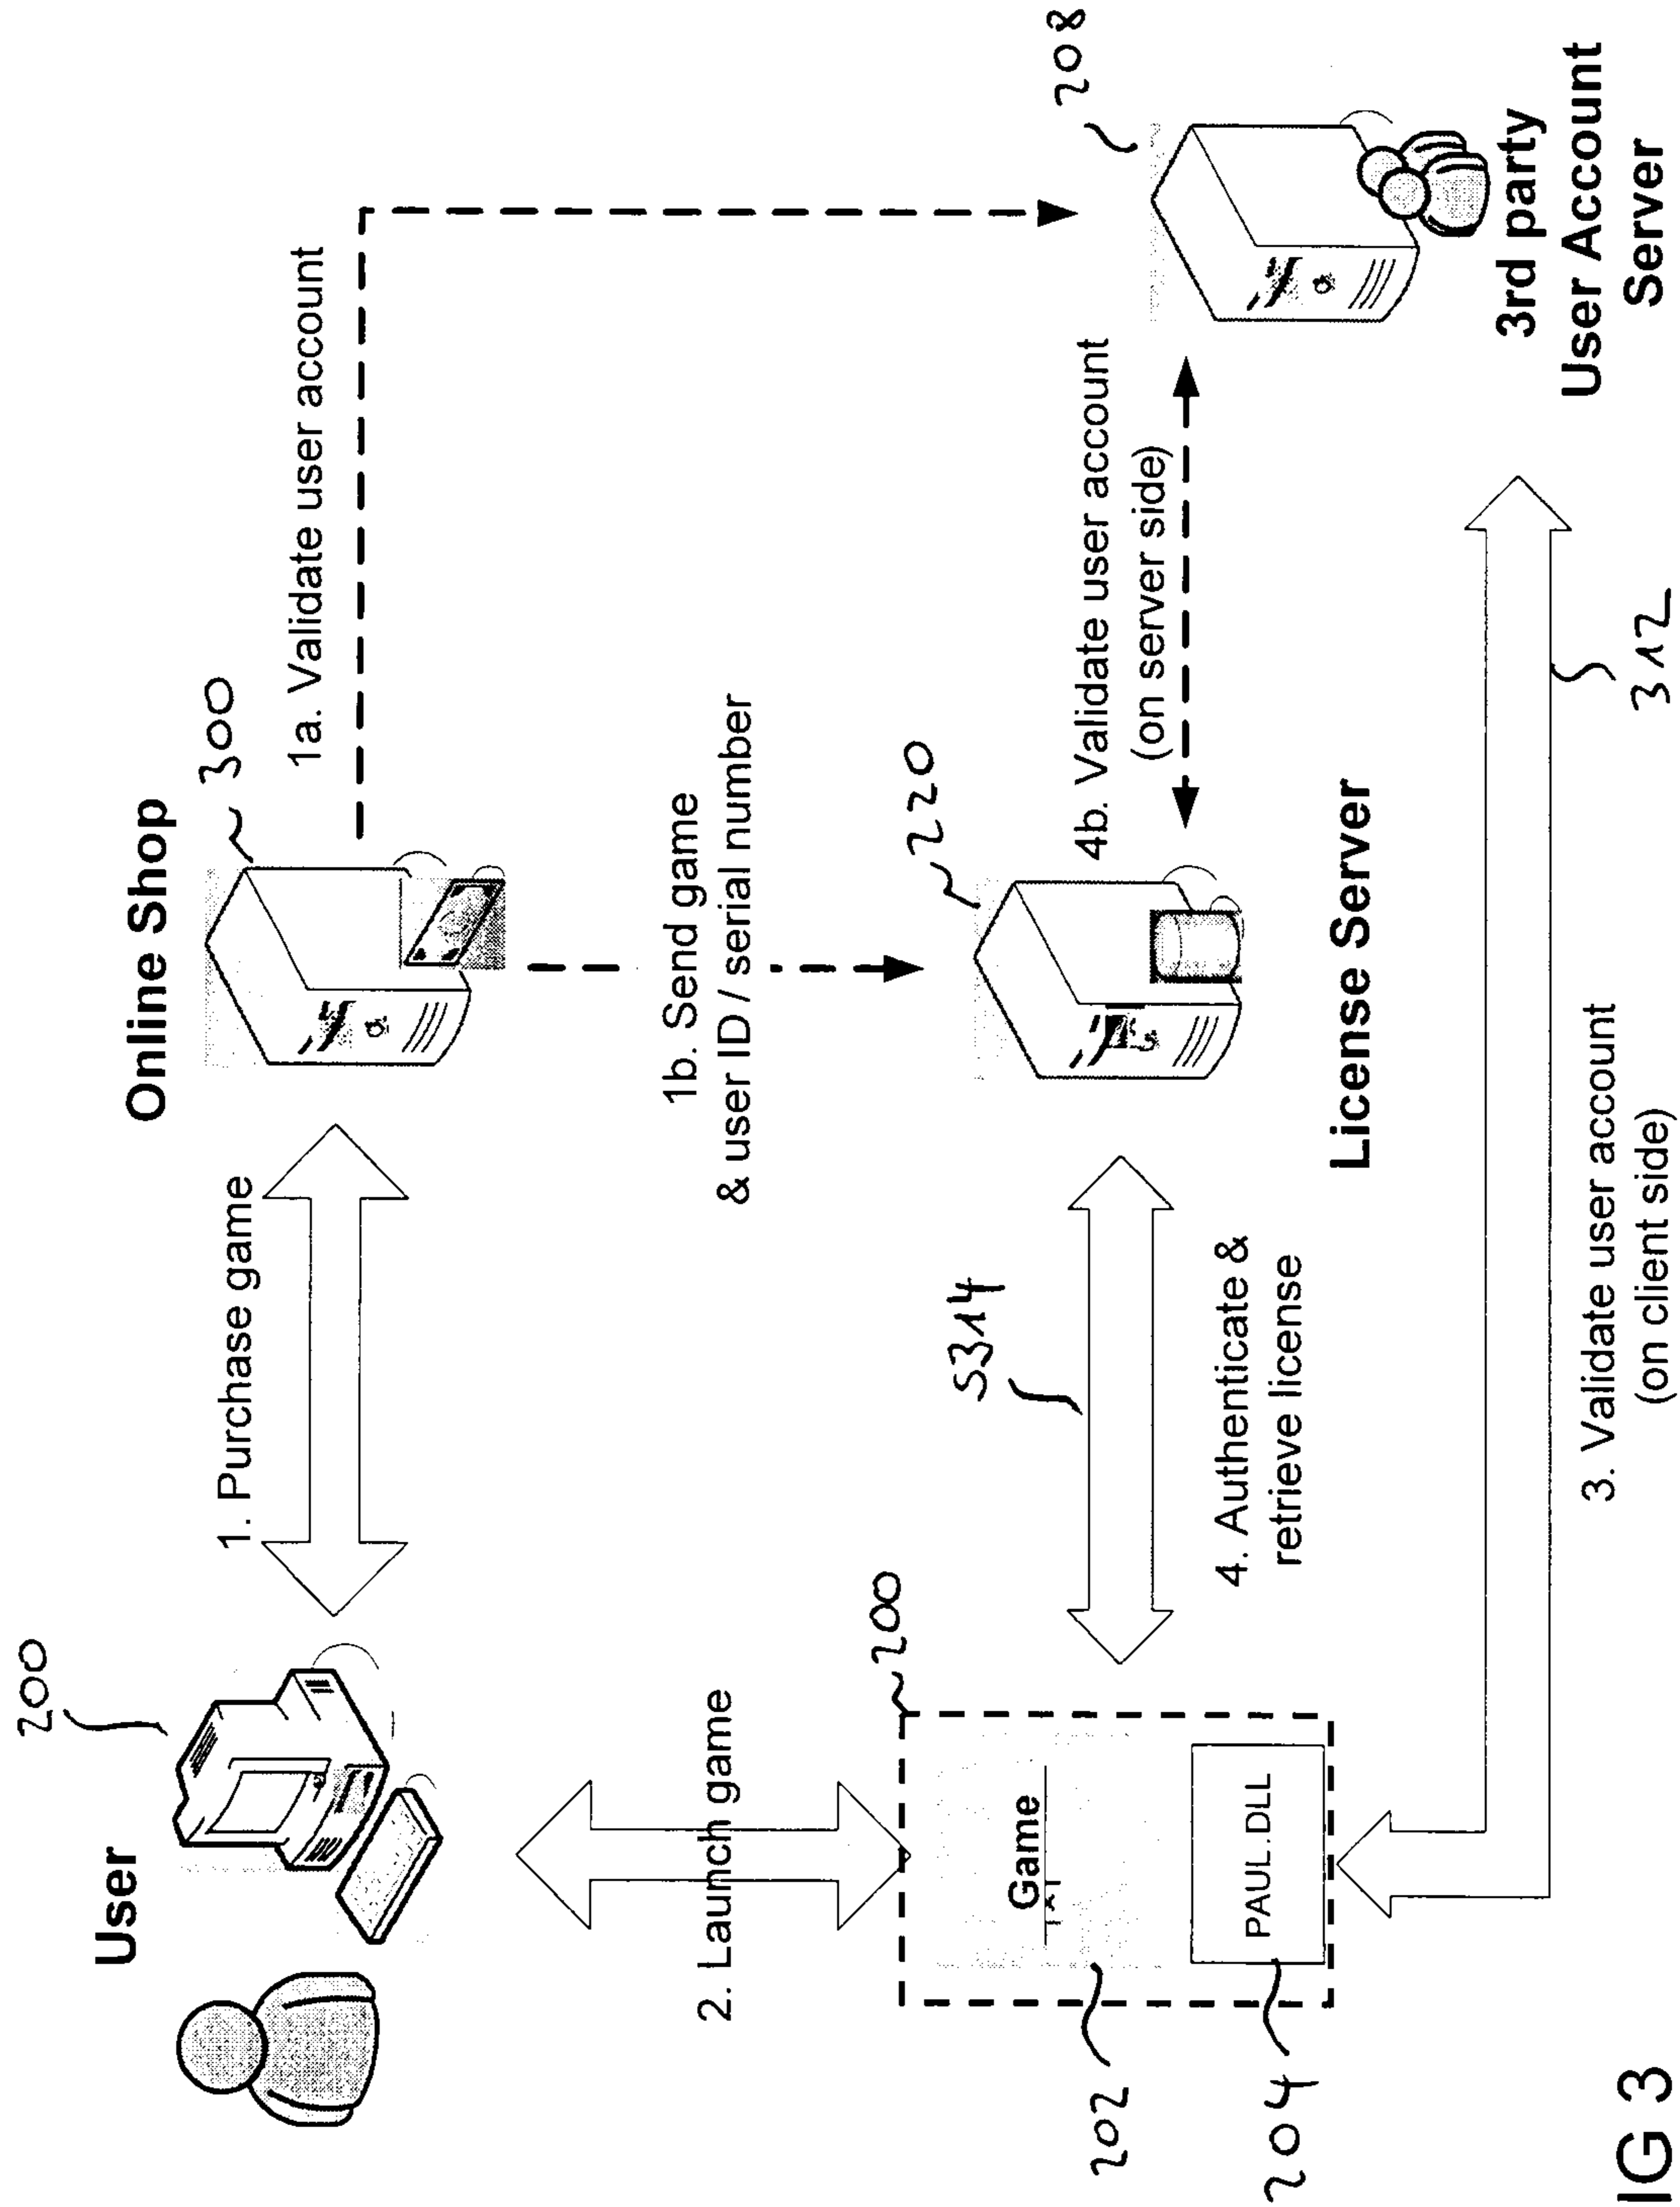 User
200
1. Purchase game
Online Shop
300
1a. Validate user account
2. Launch game
1b. Send game
& user ID / serial number
200
Game
202
PAUL.DLL
204
S314
4. Authenticate &
retrieve license
220
License Server
4b. Validate user account
(on server side)
208
3rd party
User Account
Server
312
3. Validate user account
(on client side)
IG 3